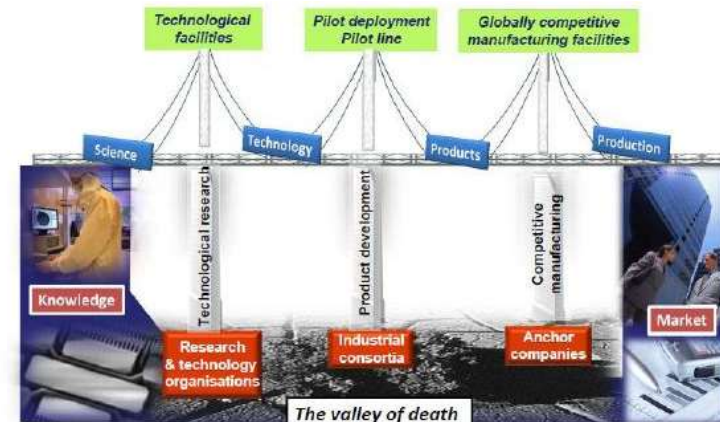 Technological
facilities
Pilot deployment
Pilot line
Globally competitive
manufacturing facilities
Science
Technology
Products
Production
Technological research
Product development
Competitive
manufacturing
Knowledge
Market
Research
& technology
organisations
Industrial
consortia
Anchor
companies
The valley of death